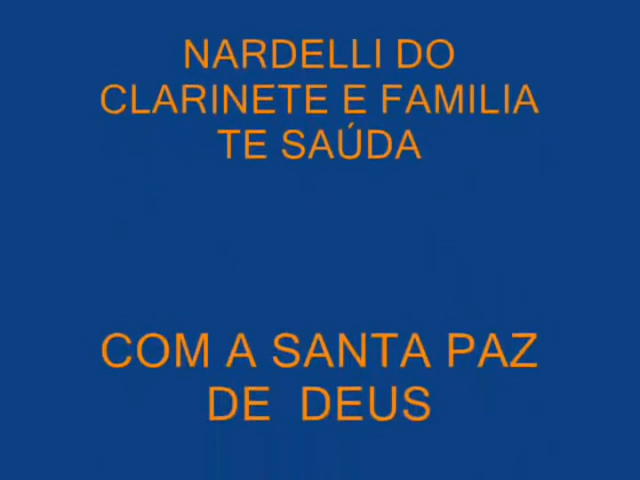 NARDELLI DO
CLARINETE E FAMILIA
TE SAÚDA
COM A SANTA PAZ
DE  DEUS